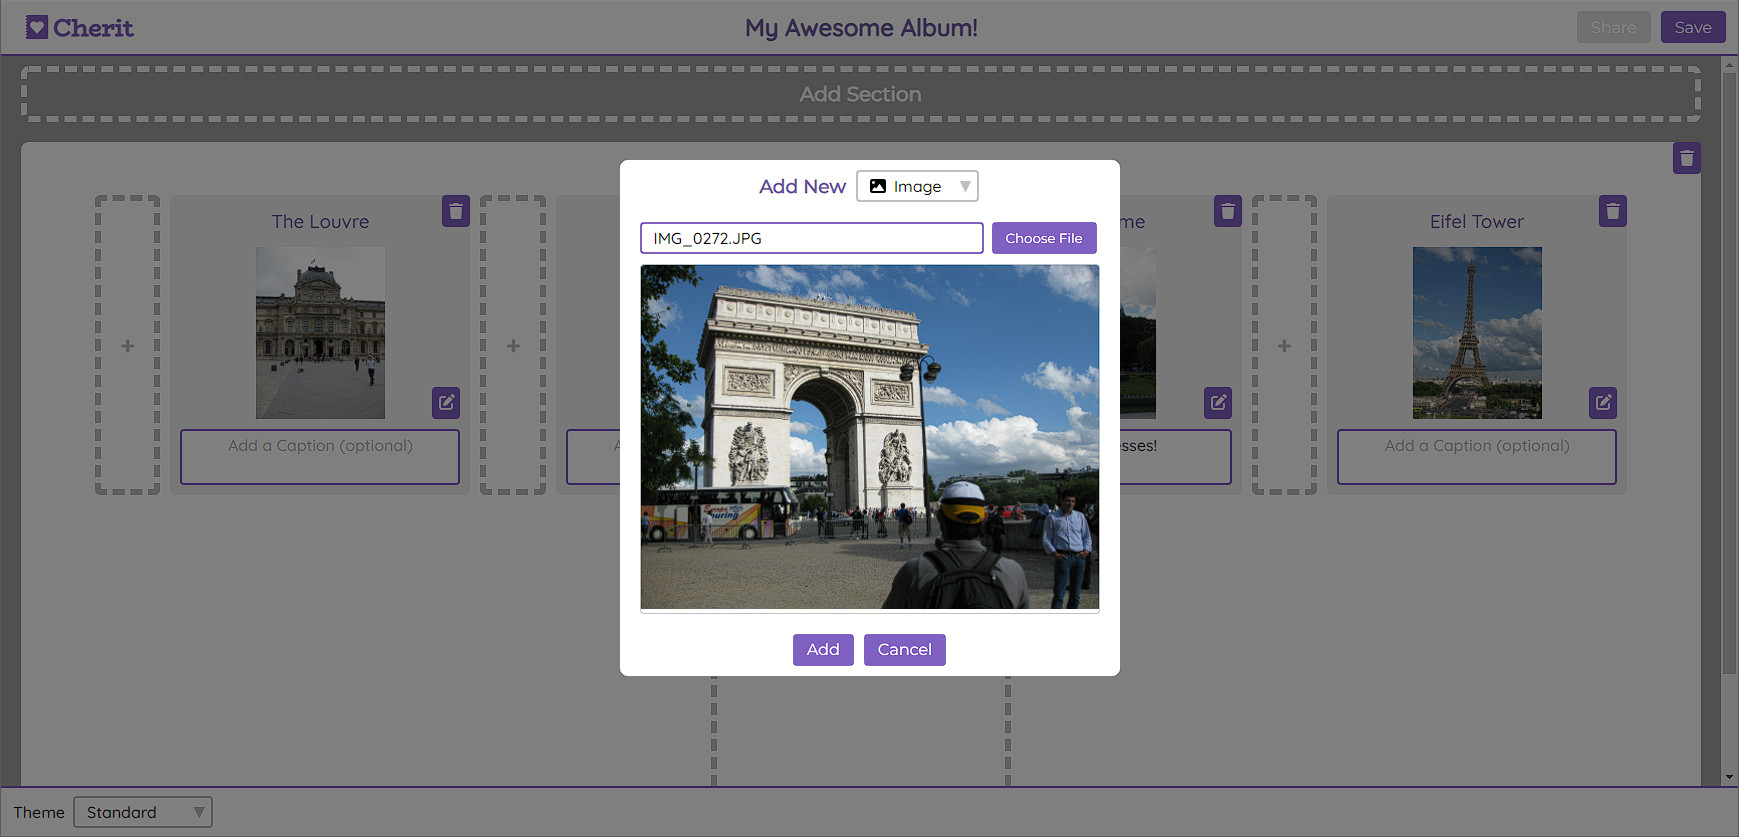 Cherit
My Awesome Album!
Share
Save
Add Section
Add New
Image
IMG_0272.JPG
Choose File
The Louvre
me
Eifel Tower
+
+
+
Add a Caption (optional)
A
sses!
Add a Caption (optional)
Touring
Add
Cancel
Theme
Standard